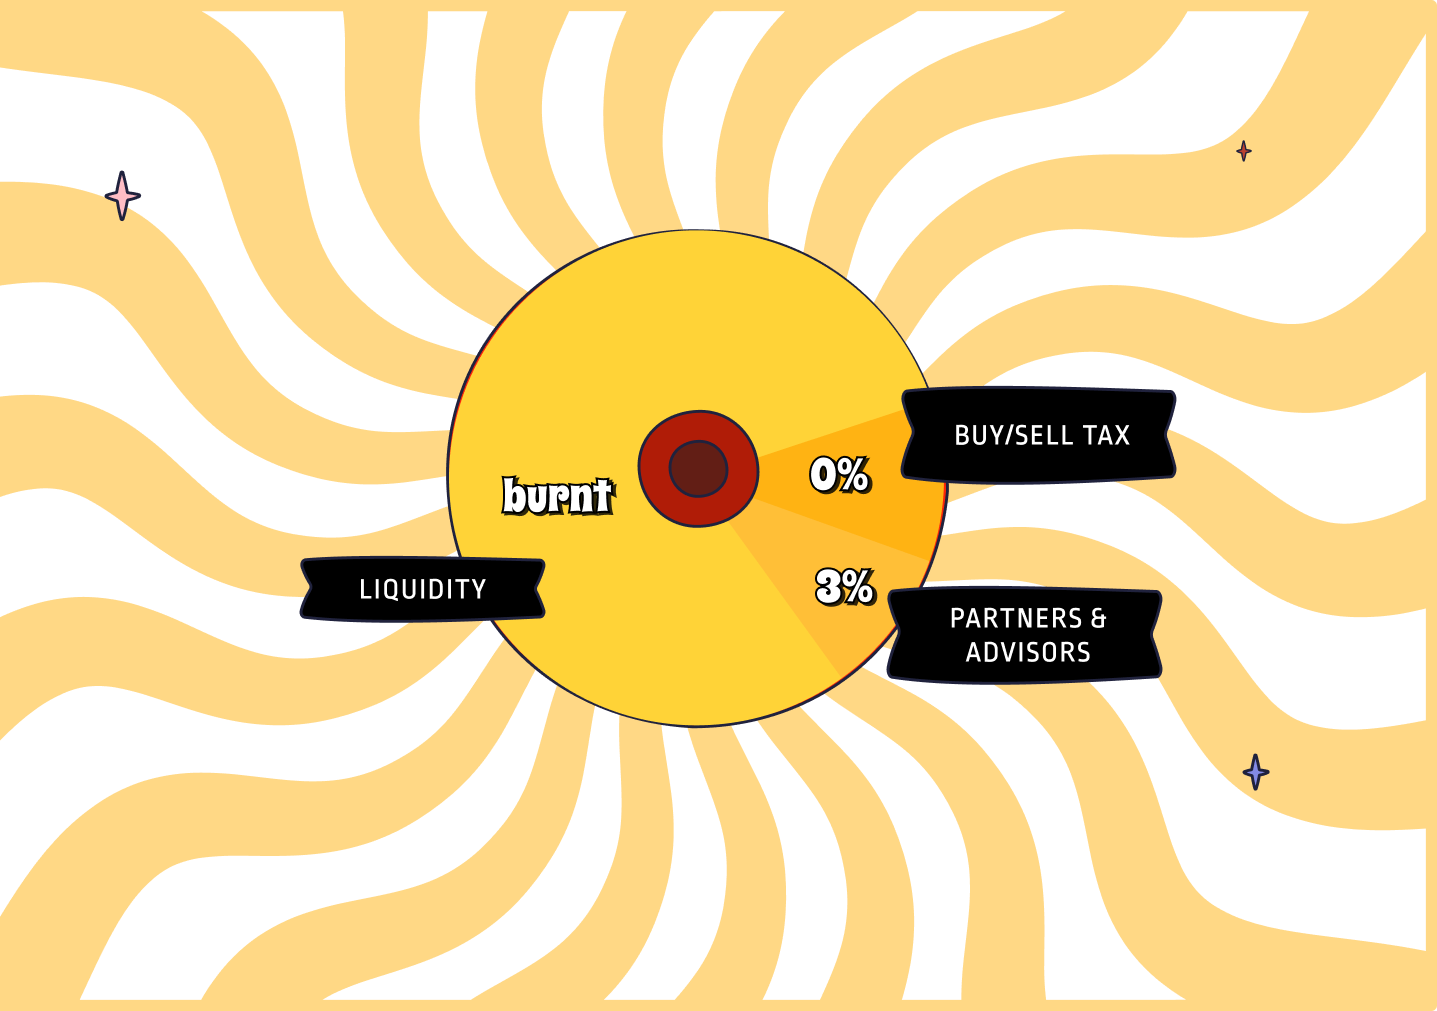 BUY/SELL TAX
0%
burnt
LIQUIDITY
3%
PARTNERS &
ADVISORS